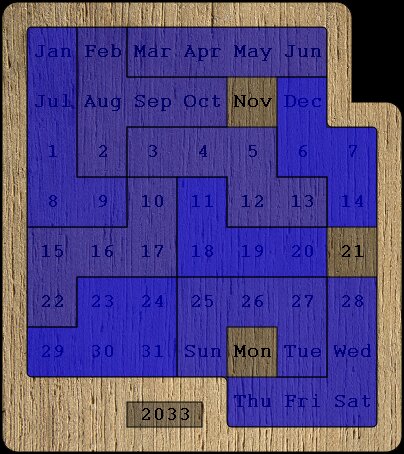 Jan Feb Mar Apr May Jun
Jul Aug Sep Oct Nov Dec
1 2 3 4 5 6 7
8 9 10 11 12 13 14
15 16 17 18 19 20 21
22 23 24 25 26 27 28
29 30 31 Sun Mon Tue Wed
Thu Fri Sat
2033